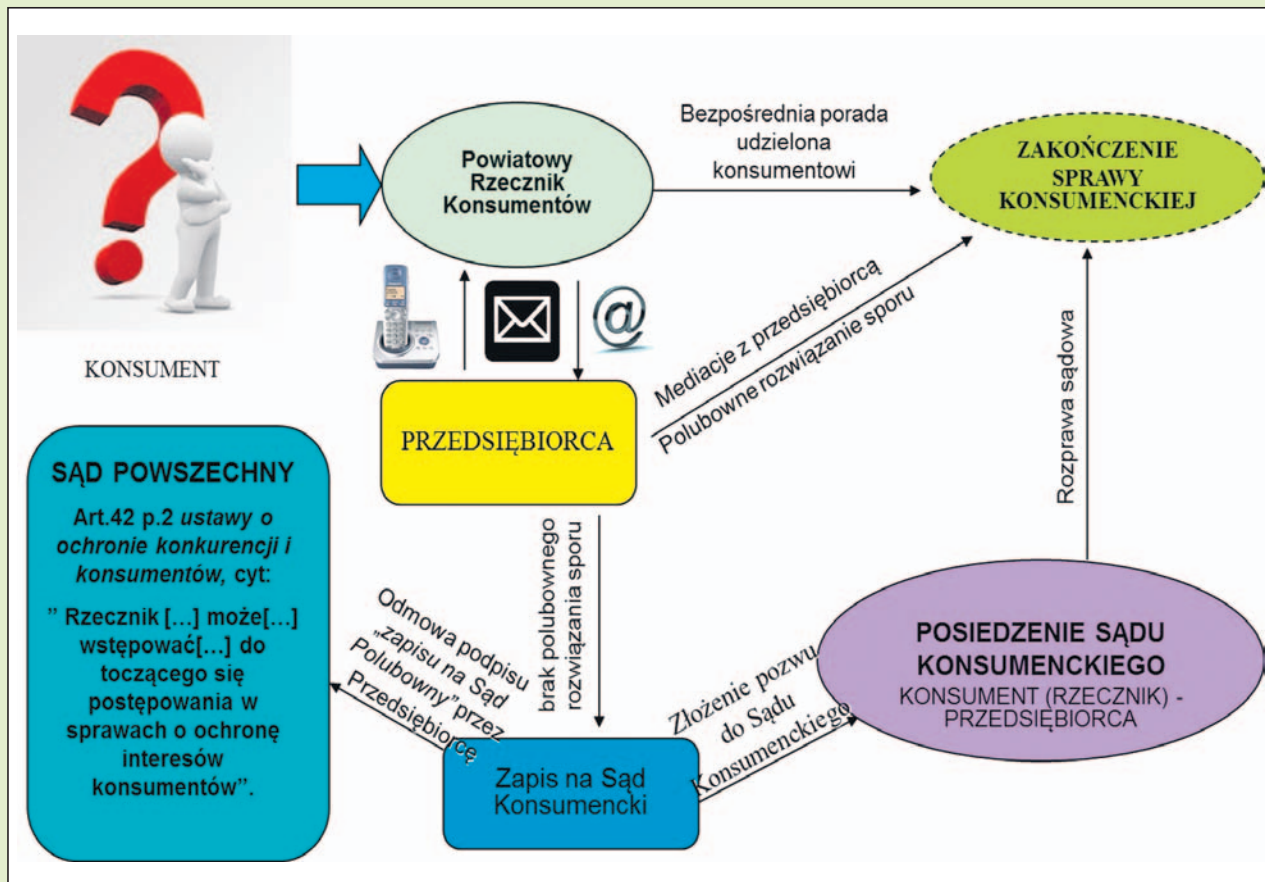 KONSUMENT
Powiatowy
Rzecznik
Konsumentów
Bezpośrednia porada
udzielona
konsumentowi
ZAKOŃCZENIE
SPRAWY
KONSUMENCKIEJ
@
PRZEDSIĘBIORCA
Mediacje z przedsiębiorcą
Polubowne rozwiązanie sporu
Rozprawa sądowa
SĄD POWSZECHNY
Art.42 p.2 ustawy o
ochronie konkurencji i
konsumentów, cyt:
” Rzecznik [...] może[...]
wstępować[...] do
toczącego się
postępowania w
sprawach o ochronę
interesów
konsumentów”.
brak polubownego
rozwiązania sporu
Odmowa podpisu
„zapisu na Sąd
Polubowny” przez
Przedsiębiorcę
Zapis na Sąd
Konsumencki
Złożenie pozwu
do Sądu
Konsumenckiego
POSIEDZENIE SĄDU
KONSUMENCKIEGO
KONSUMENT (RZECZNIK) -
PRZEDSIĘBIORCA